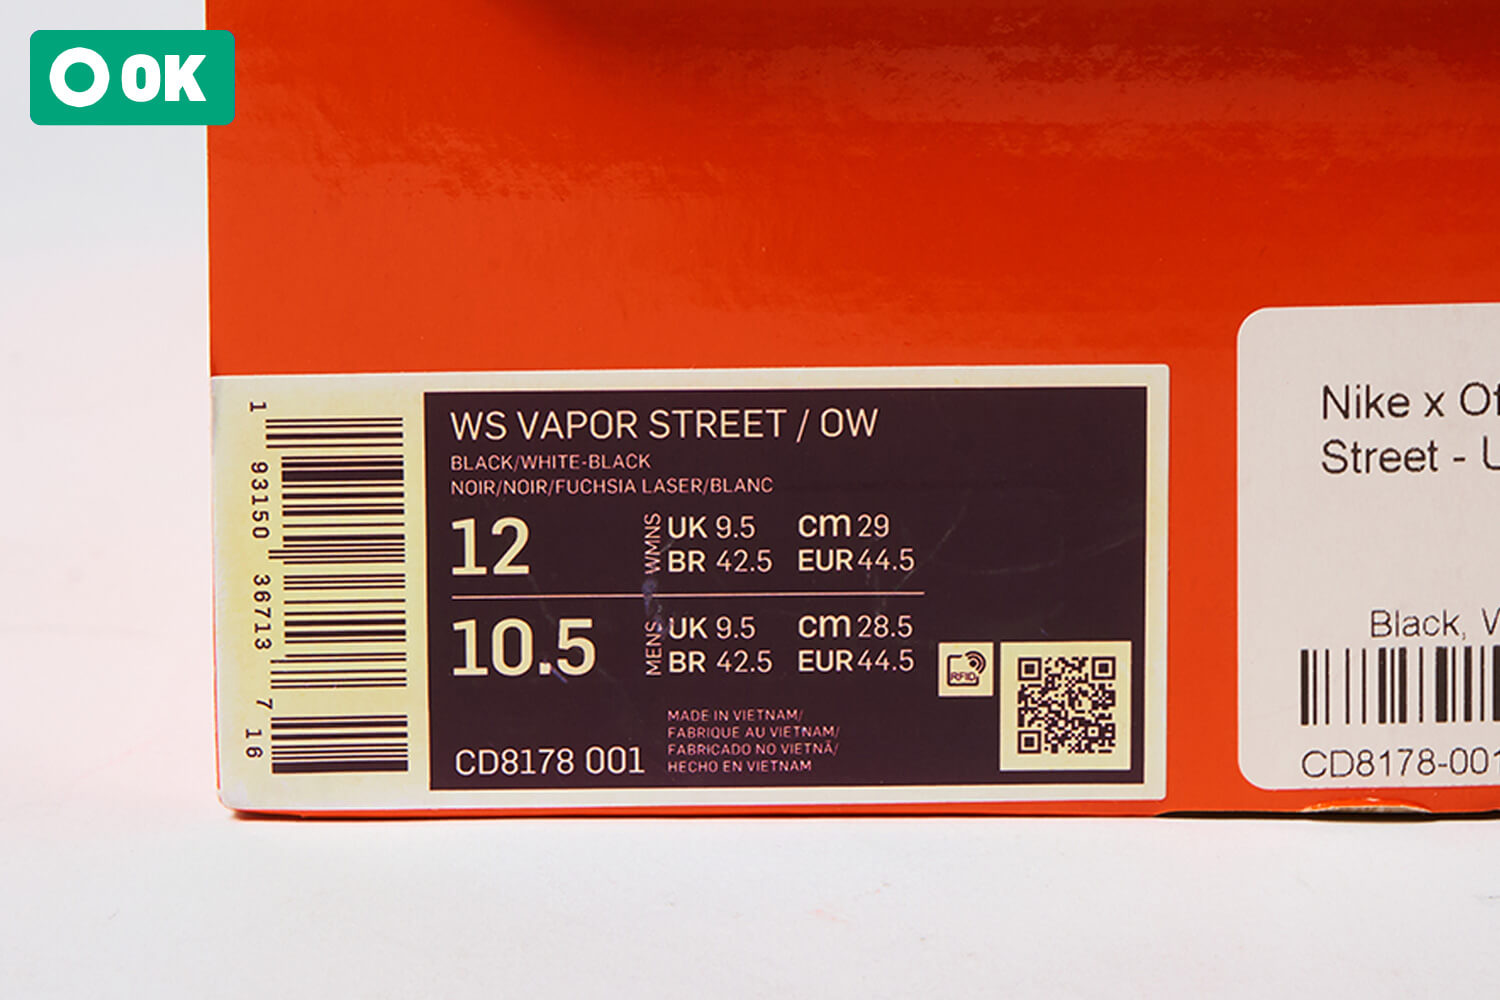 OK
WS VAPOR STREET / OW
BLACK/WHITE-BLACK
NOIR/NOIR/FUCHSIA LASER/BLANC
12
WMNS
UK 9.5 cm 29
BR 42.5 EUR 44.5
10.5
MENS
UK 9.5 cm 28.5
BR 42.5 EUR 44.5
RFID
MADE IN VIETNAM/
FABRIQUE AU VIETNAM/
FABRICADO NO VIETNÃ/
HECHO EN VIETNAM
CD8178 001
1 93150 36713 7 16
Nike x Of
Street - U
Black, V
CD8178-001